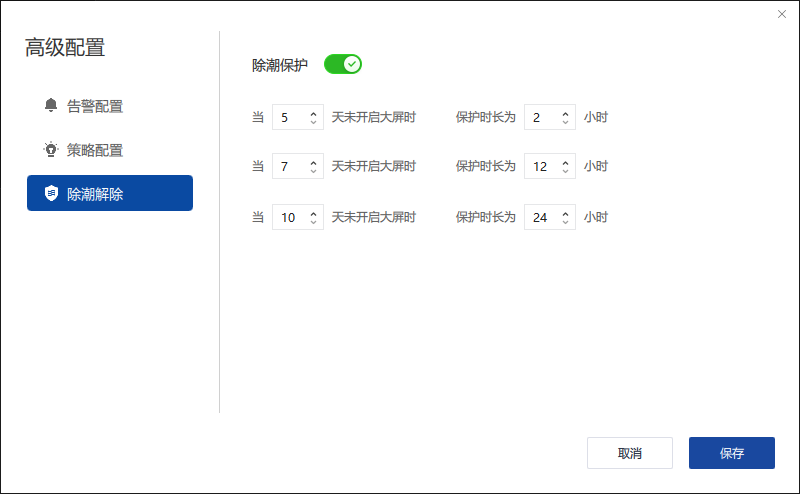 高级配置
告警配置
策略配置
除潮解除
除潮保护
当 5 天未开启大屏时 保护时长为 2 小时
当 7 天未开启大屏时 保护时长为 12 小时
当 10 天未开启大屏时 保护时长为 24 小时
取消 保存